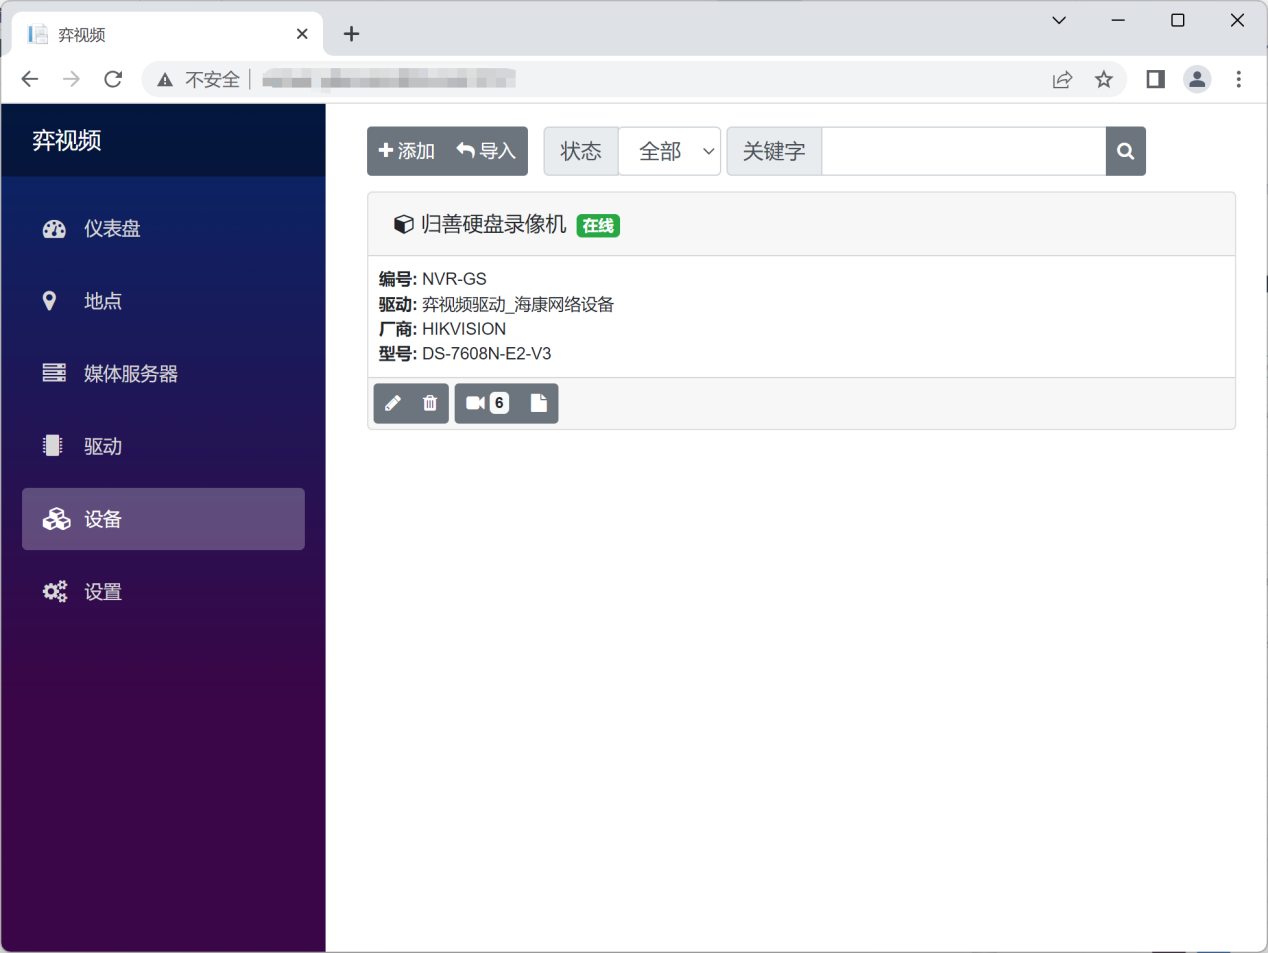 弈视频
不安全
弈视频
添加 导入 状态 全部 关键字
归善硬盘录像机 在线
仪表盘
编号: NVR-GS
地点
驱动: 弈视频驱动_海康网络设备
厂商: HIKVISION
型号: DS-7608N-E2-V3
媒体服务器
6
驱动
设备
设置